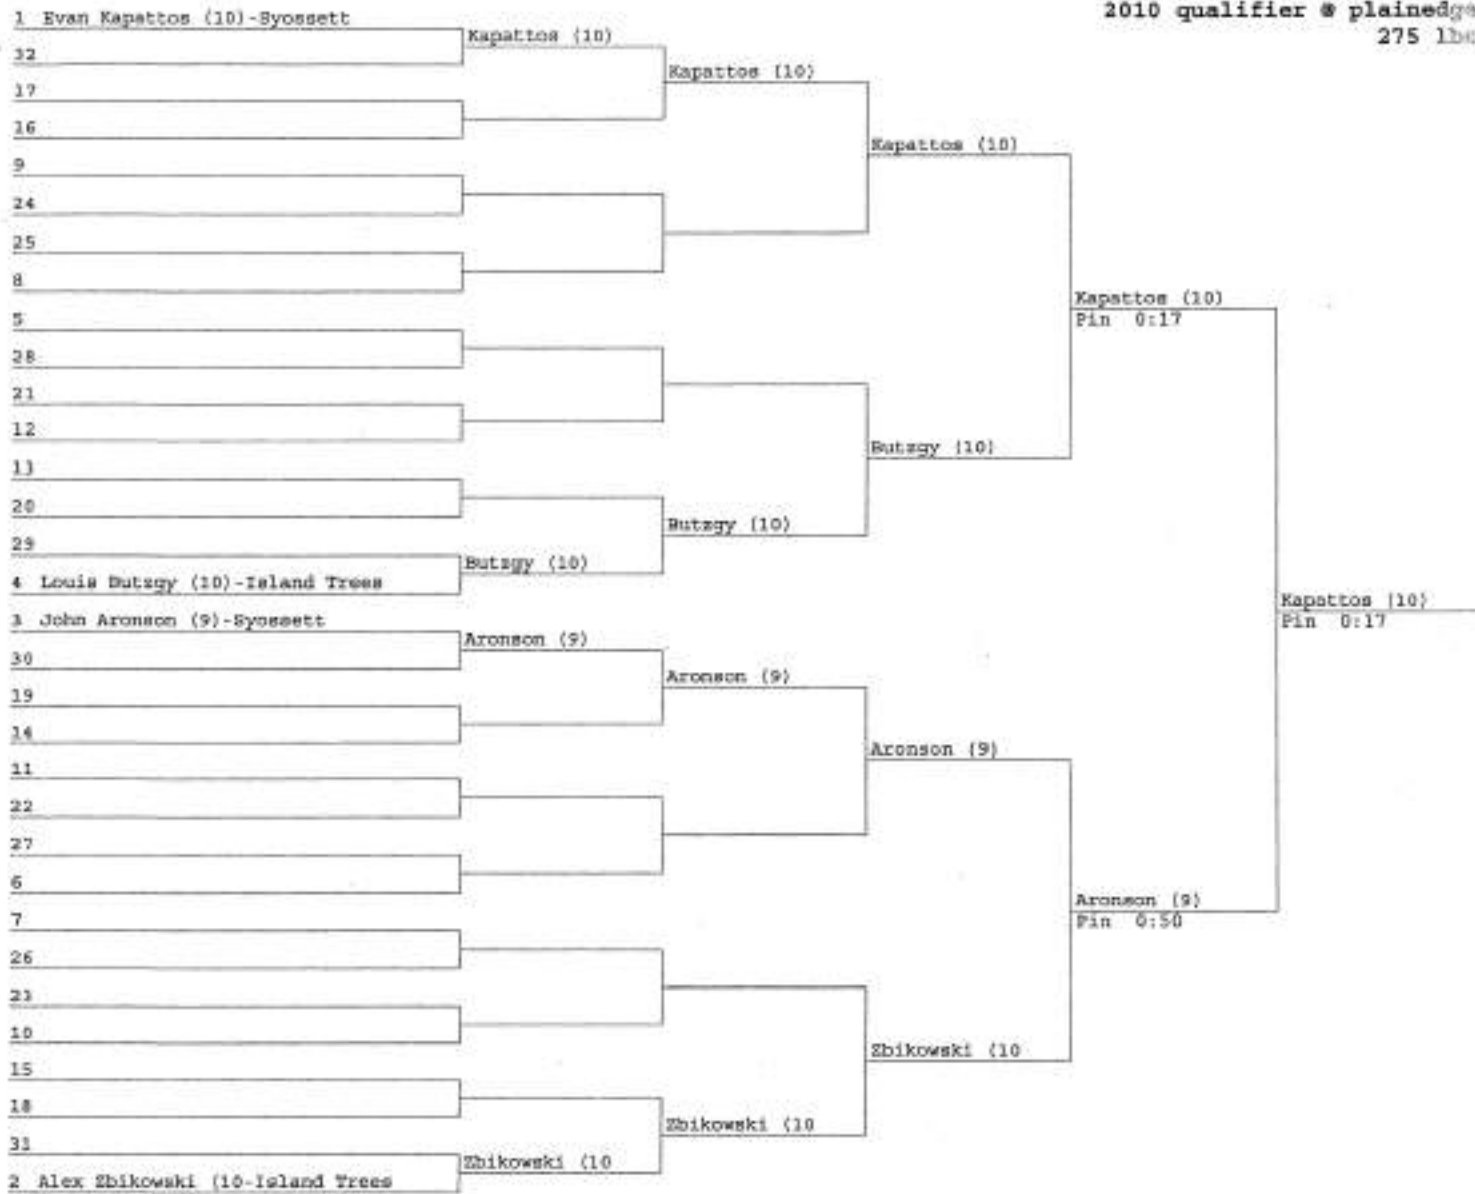 2010 qualifier @ plainedge
275 lbs
1 Evan Kapattos (10)-Syossett
Kapattos (10)
32
Kapattos (10)
17
16
Kapattos (10)
9
24
25
8
Kapattos (10)
Pin 0:17
5
28
21
12
Butzgy (10)
13
20
Butzgy (10)
29
Butzgy (10)
4 Louis Butzgy (10)-Island Trees
Kapattos (10)
Pin 0:17
3 John Aronson (9)-Syossett
Aronson (9)
30
Aronson (9)
19
14
Aronson (9)
11
22
27
6
Aronson (9)
Pin 0:50
7
26
23
10
Zbikowski (10
15
18
Zbikowski (10
31
Zbikowski (10
2 Alex Zbikowski (10-Island Trees